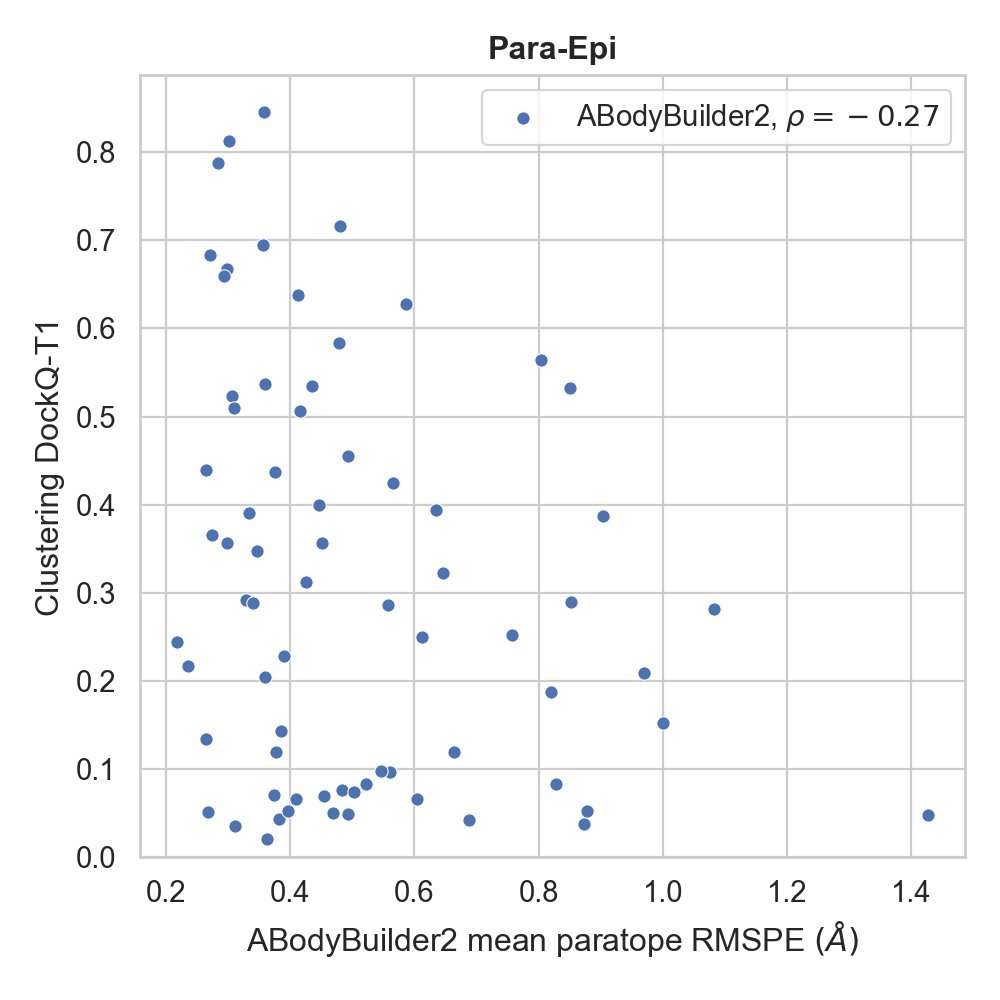 Para-Epi
ABodyBuilder2, ρ = − 0.27
Clustering DockQ-T1
0.8
0.7
0.6
0.5
0.4
0.3
0.2
0.1
0.0
0.2 0.4 0.6 0.8 1.0 1.2 1.4
ABodyBuilder2 mean paratope RMSPE (Å)